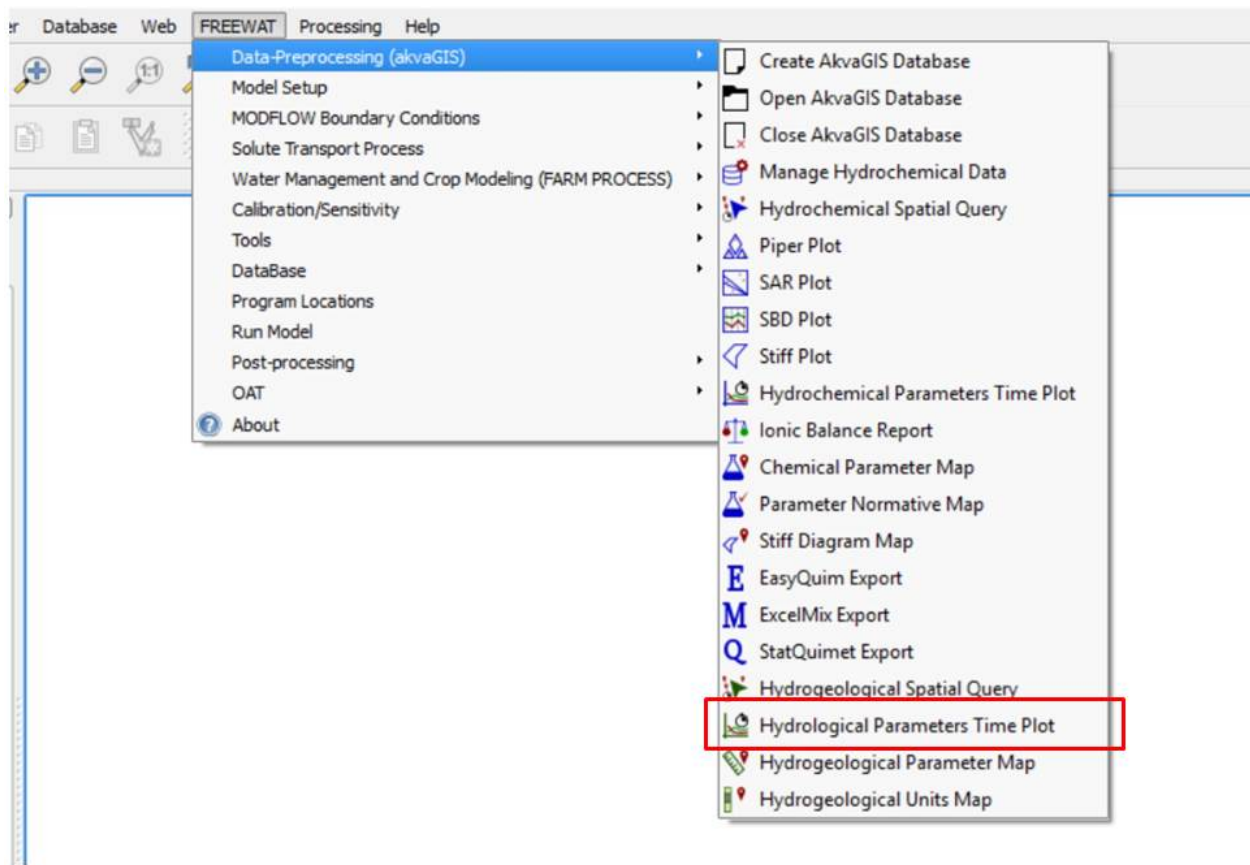 Database Web FREEWAT Processing Help
Data-Preprocessing (akvaGIS)
Model Setup
MODFLOW Boundary Conditions
Solute Transport Process
Water Management and Crop Modeling (FARM PROCESS)
Calibration/Sensitivity
Tools
DataBase
Program Locations
Run Model
Post-processing
OAT
About
Create AkvaGIS Database
Open AkvaGIS Database
Close AkvaGIS Database
Manage Hydrochemical Data
Hydrochemical Spatial Query
Piper Plot
SAR Plot
SBD Plot
Stiff Plot
Hydrochemical Parameters Time Plot
Ionic Balance Report
Chemical Parameter Map
Parameter Normative Map
Stiff Diagram Map
E EasyQuim Export
M ExcelMix Export
Q StatQuimet Export
Hydrogeological Spatial Query
Hydrological Parameters Time Plot
Hydrogeological Parameter Map
Hydrogeological Units Map